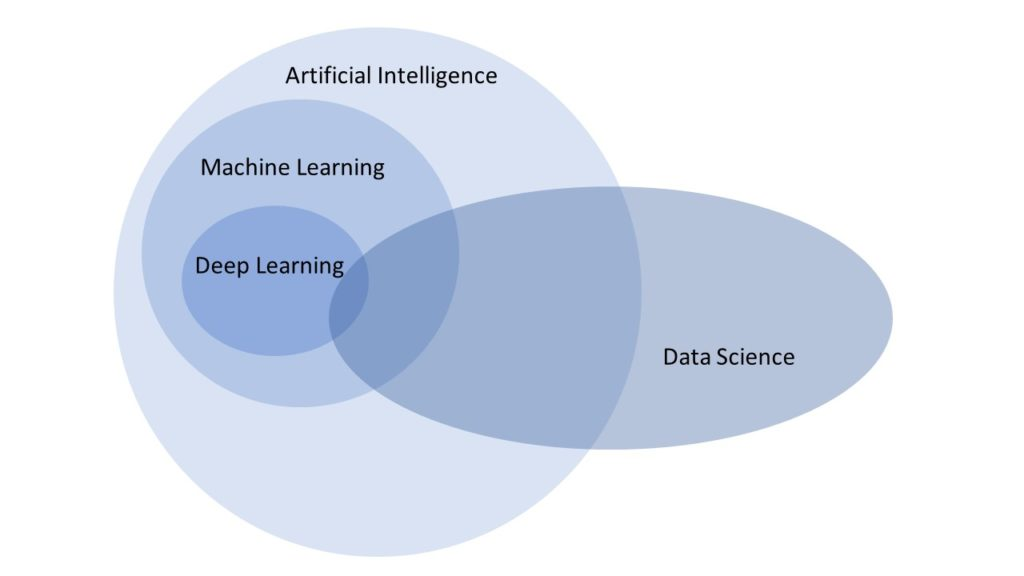 Artificial Intelligence
Machine Learning
Deep Learning
Data Science